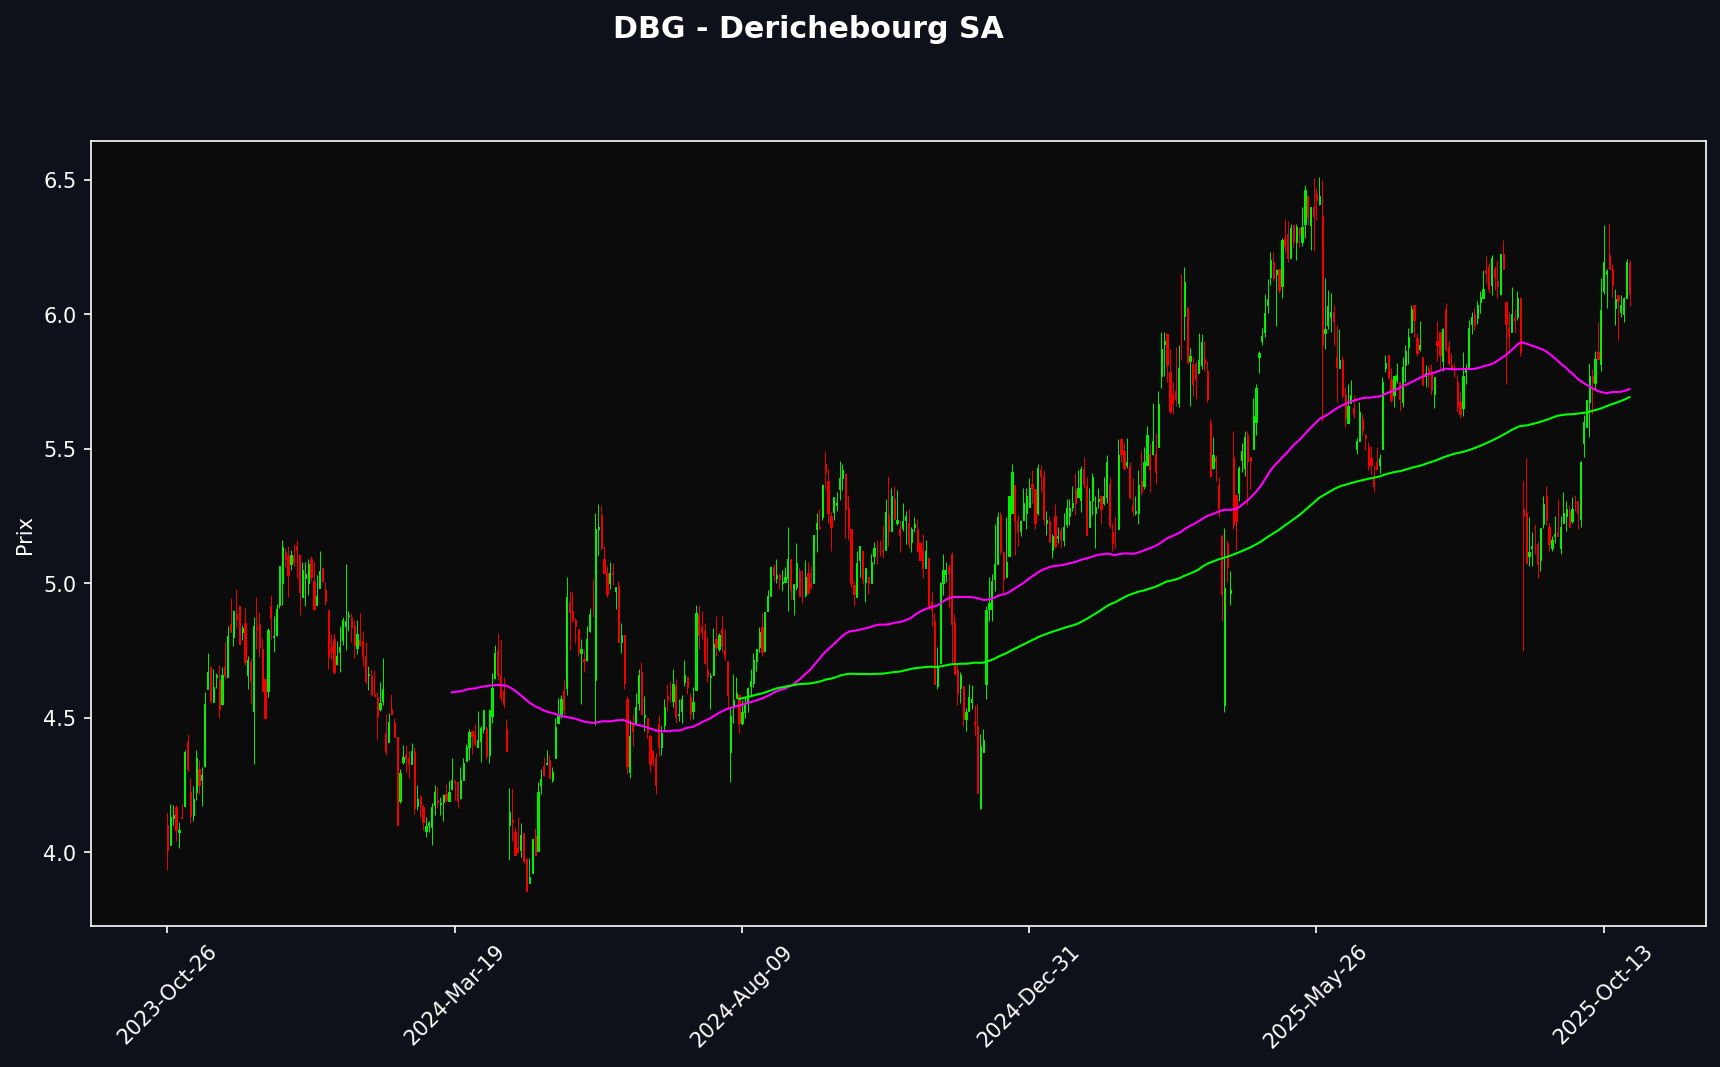 DBG - Derichebourg SA
Prix
6.5
6.0
5.5
5.0
4.5
4.0
2023-Oct-26
2024-Mar-19
2024-Aug-09
2024-Dec-31
2025-May-26
2025-Oct-13